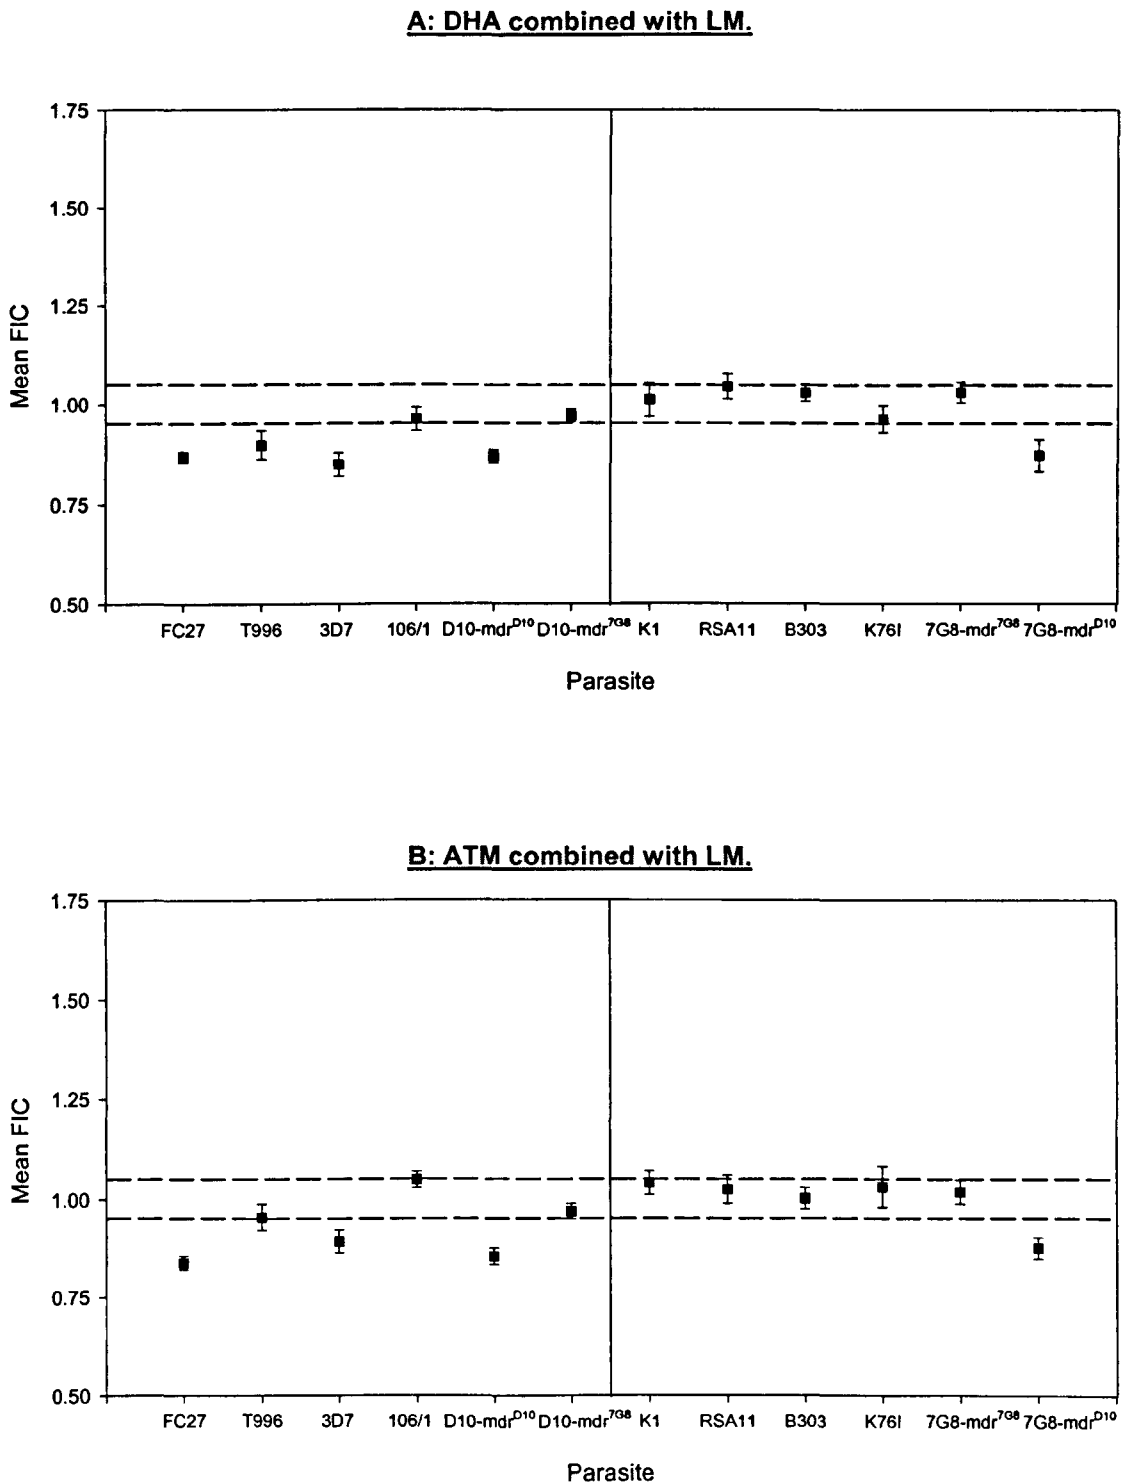 A: DHA combined with LM.
1.75
1.50
1.25
1.00
0.75
0.50
Mean FIC
FC27 T996 3D7 106/1 D10-mdr^D10 D10-mdr^7G8 K1 RSA11 B303 K76I 7G8-mdr^7G8 7G8-mdr^D10
Parasite
B: ATM combined with LM.
1.75
1.50
1.25
1.00
0.75
0.50
Mean FIC
FC27 T996 3D7 106/1 D10-mdr^D10 D10-mdr^7G8 K1 RSA11 B303 K76I 7G8-mdr^7G8 7G8-mdr^D10
Parasite